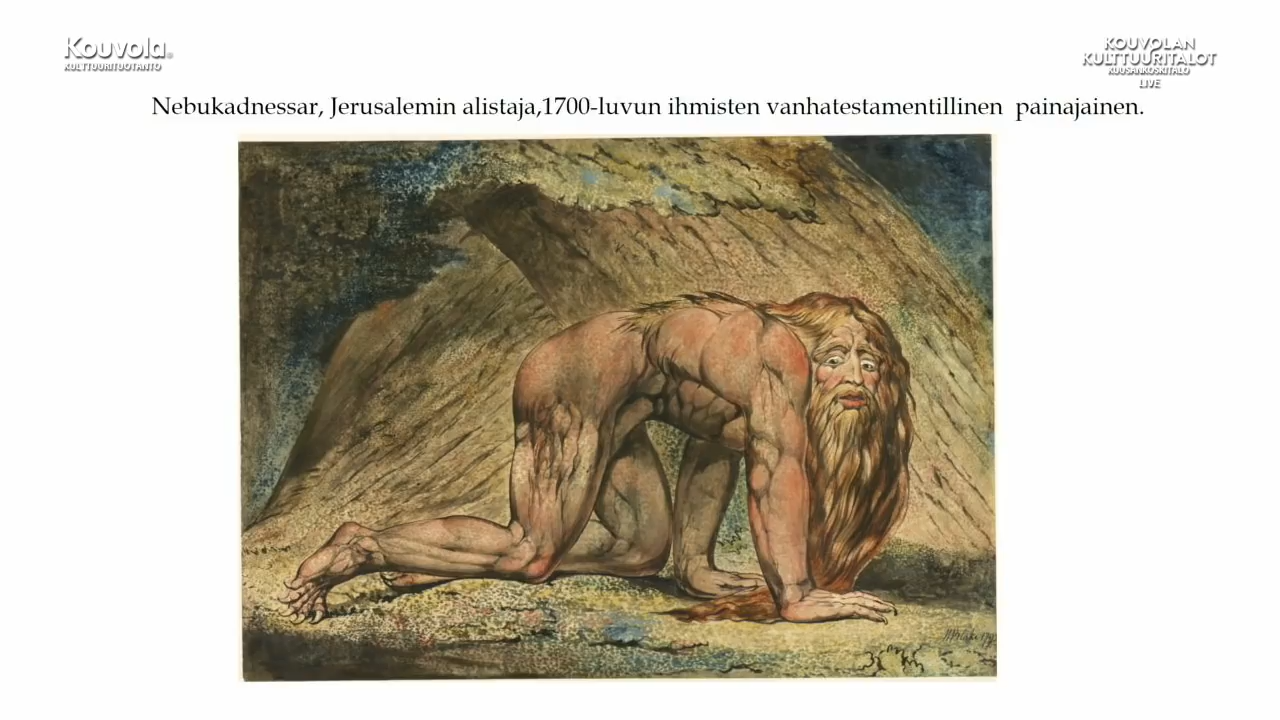 Kouvola®
KULTTUURITUOTANTO
KOUVOLAN
KULTTUURITALOT
KUUSANKOSKITALO
LIVE
Nebukadnessar, Jerusalemin alistaja,1700-luvun ihmisten vanhatestamentillinen painajainen.